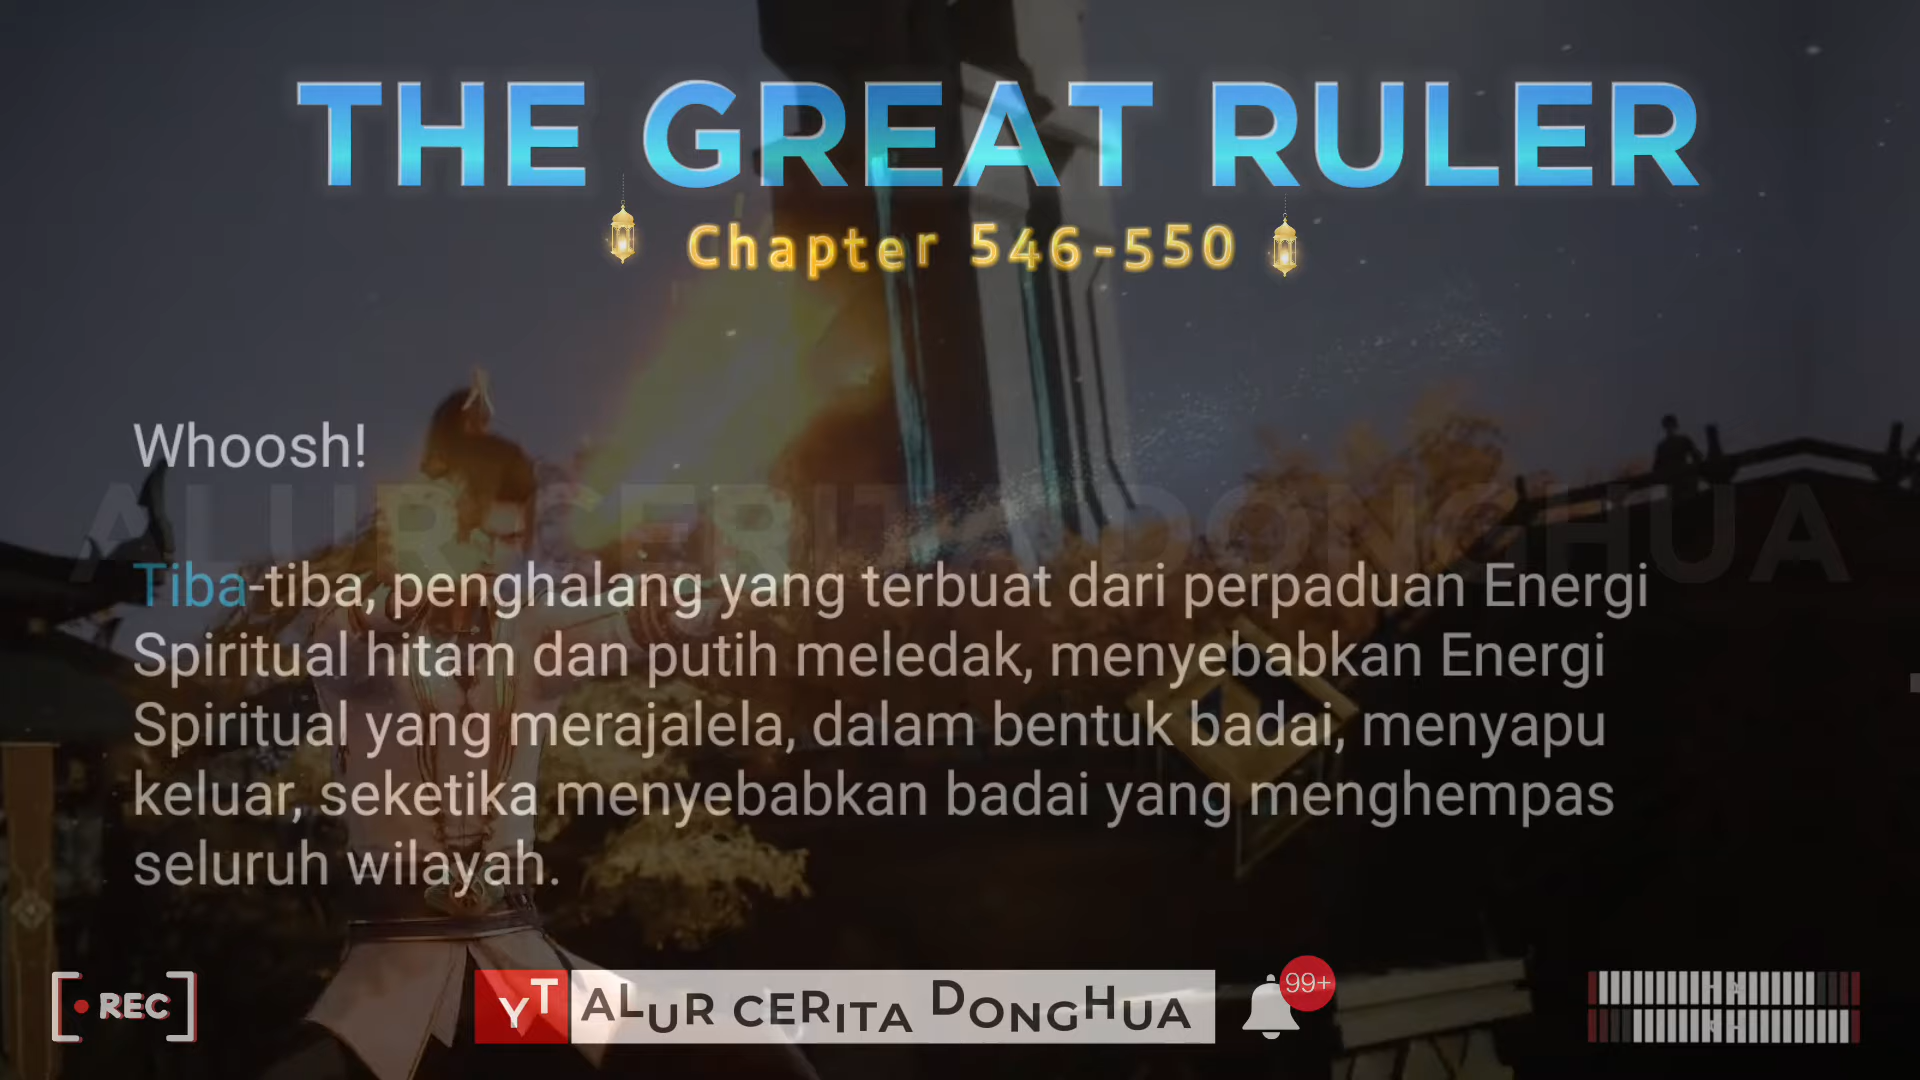 THE GREAT RULER
Chapter 546-550
Whoosh!
ALUR CERITA DONGHUA
Tiba-tiba, penghalang yang terbuat dari perpaduan Energi
Spiritual hitam dan putih meledak, menyebabkan Energi
Spiritual yang merajalela, dalam bentuk badai, menyapu
keluar, seketika menyebabkan badai yang menghempas
seluruh wilayah.
REC
YT ALUR CERITA DONGHUA
99+